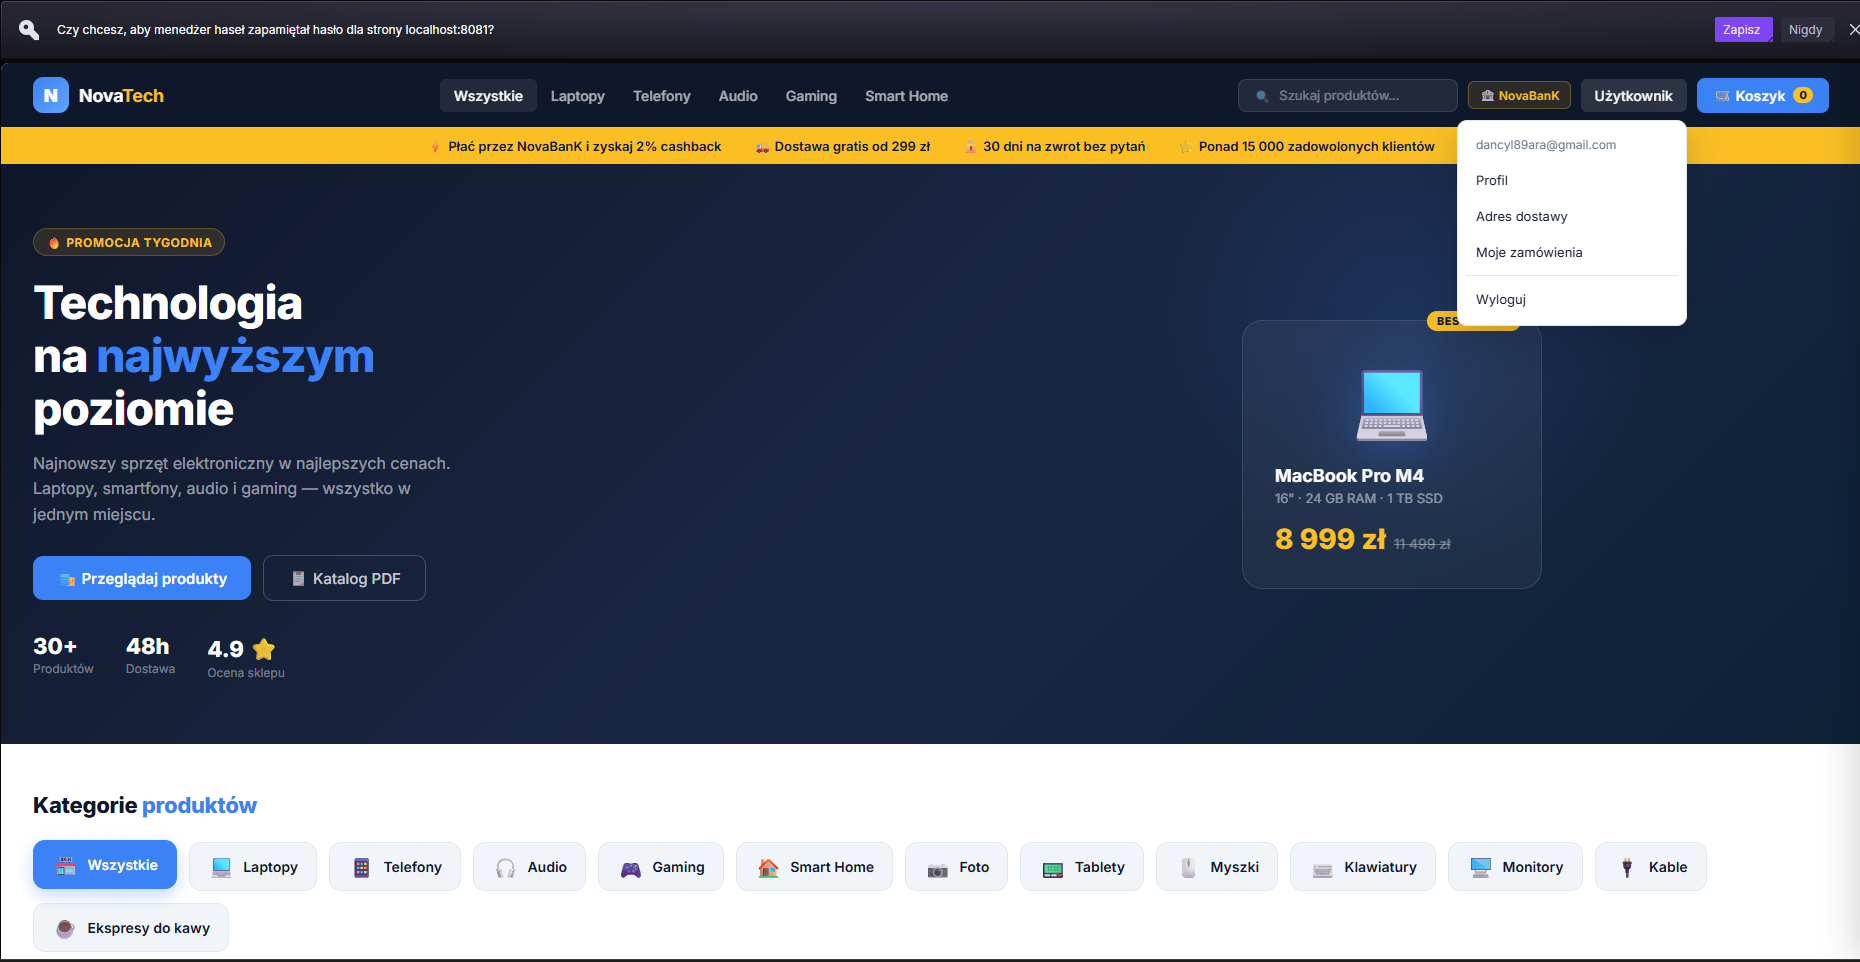 Czy chcesz, aby menedżer haseł zapamiętał hasło dla strony localhost:8081?
Zapisz
Nigdy
N
NovaTech
Wszystkie
Laptopy
Telefony
Audio
Gaming
Smart Home
Szukaj produktów...
NovaBanK
Użytkownik
Koszyk
0
Płać przez NovaBanK i zyskaj 2% cashback
Dostawa gratis od 299 zł
30 dni na zwrot bez pytań
Ponad 15 000 zadowolonych klientów
dancyl89ara@gmail.com
Profil
Adres dostawy
Moje zamówienia
Wyloguj
PROMOCJA TYGODNIA
Technologia
na najwyższym
poziomie
Najnowszy sprzęt elektroniczny w najlepszych cenach.
Laptopy, smartfony, audio i gaming — wszystko w
jednym miejscu.
Przeglądaj produkty
Katalog PDF
30+
Produktów
48h
Dostawa
4.9
Ocena sklepu
BES
MacBook Pro M4
16" · 24 GB RAM · 1 TB SSD
8 999 zł 11 499 zł
Kategorie produktów
Wszystkie
Laptopy
Telefony
Audio
Gaming
Smart Home
Foto
Tablety
Myszki
Klawiatury
Monitory
Kable
Ekspresy do kawy